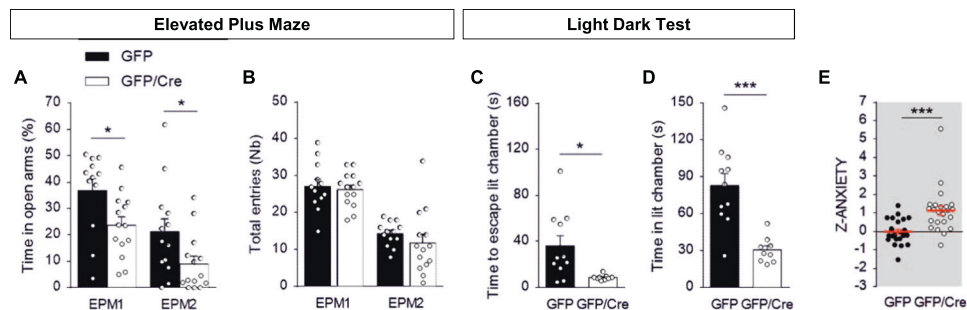 Elevated Plus Maze
Light Dark Test
GFP
GFP/Cre
A
B
C
D
E
Time in open arms (%)
70
60
50
40
30
20
10
0
*
*
EPM1
EPM2
Total entries (Nb)
50
40
30
20
10
0
EPM1
EPM2
Time to escape lit chamber (s)
160
120
80
40
0
*
GFP GFP/Cre
Time in lit chamber (s)
150
120
90
60
30
0
***
GFP GFP/Cre
Z-ANXIETY
7
6
5
4
3
2
1
0
-1
-2
-3
***
GFP GFP/Cre